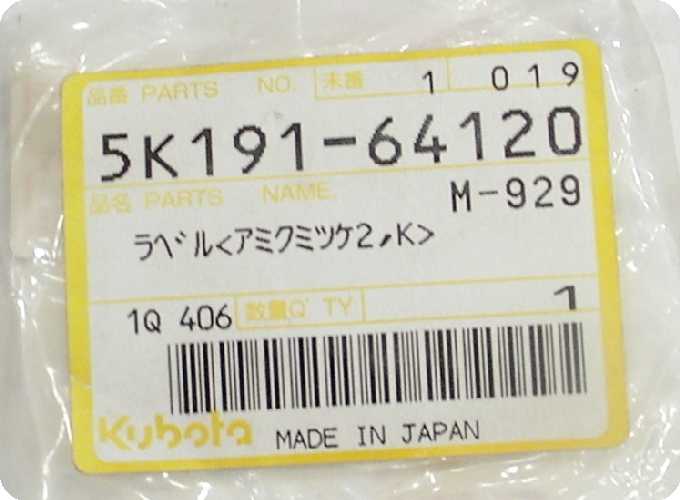 品番 PARTS NO. 末番 1 019
5K191-64120
品名 PARTS NAME. M-929
ラベル<アミクミツケ2,K>
1Q 406 数量Q'TY 1
Kubota MADE IN JAPAN